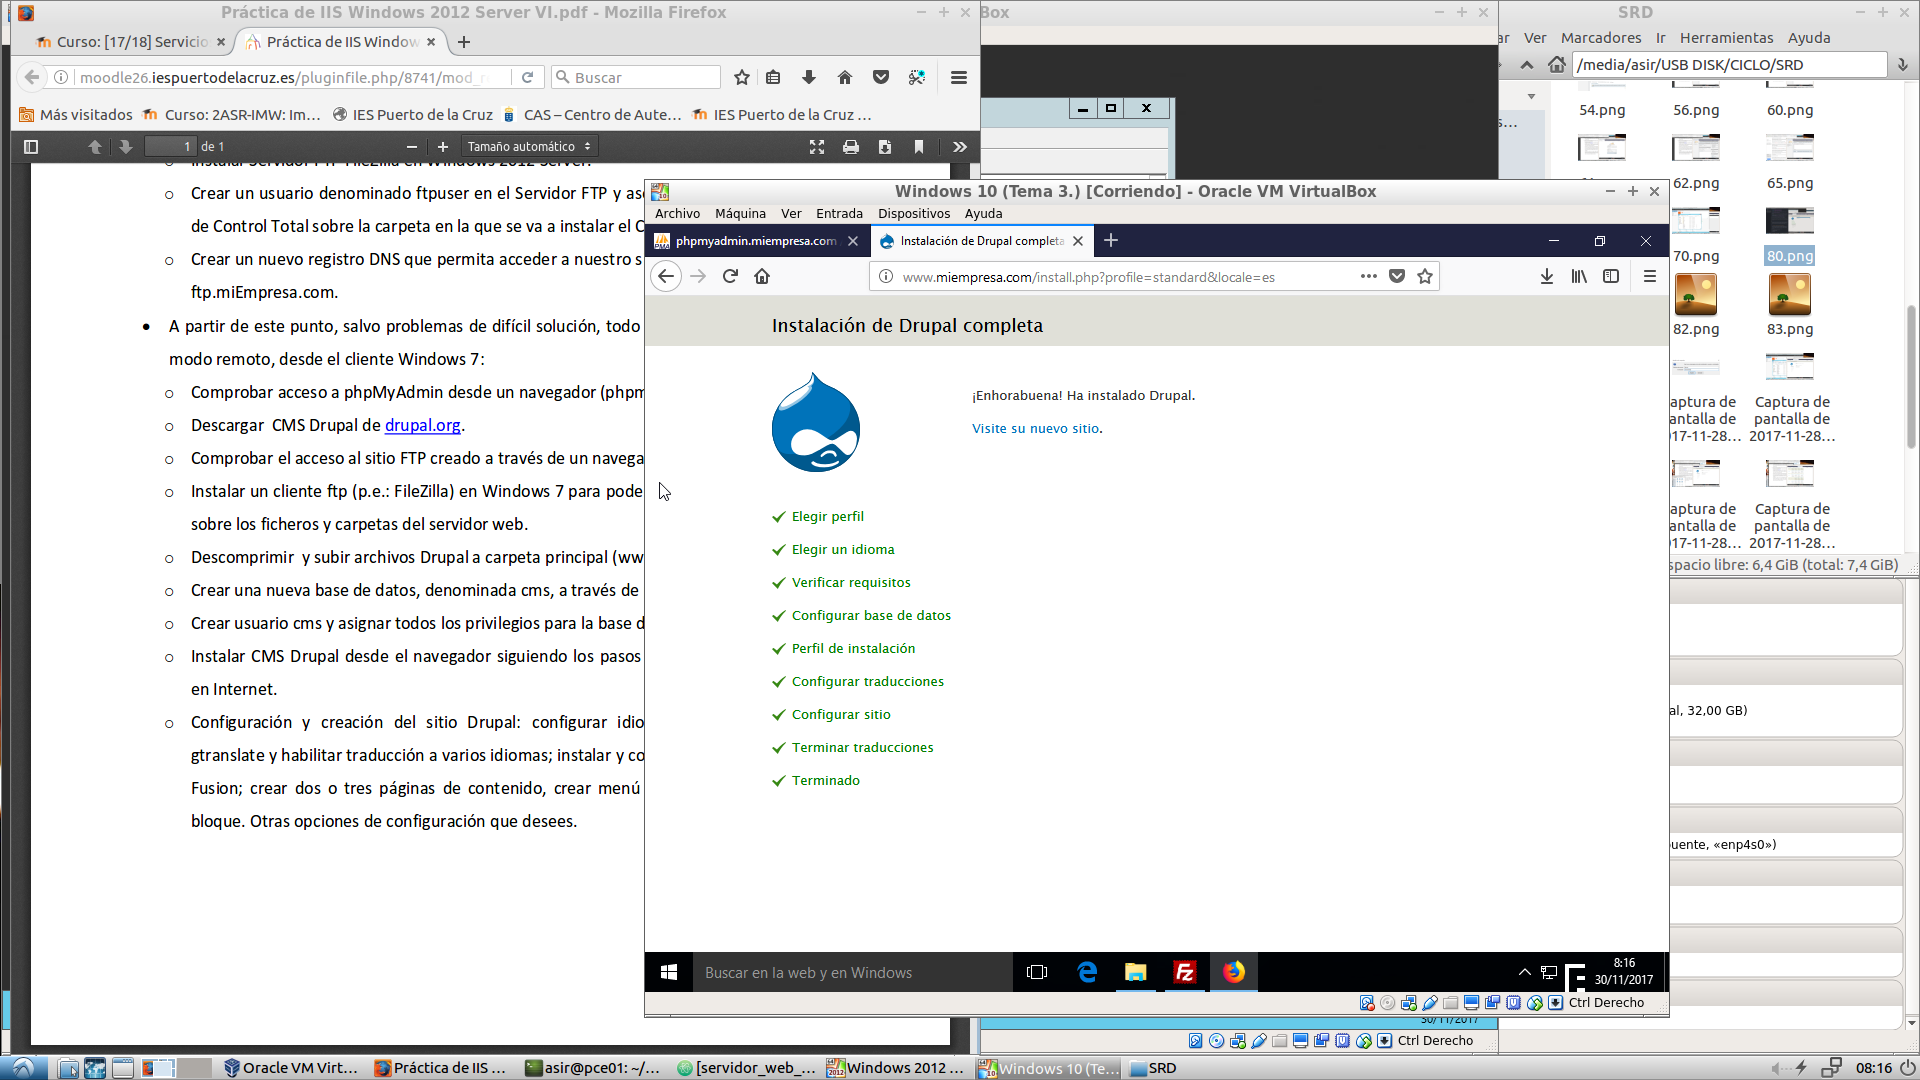 Práctica de IIS Windows 2012 Server VI.pdf - Mozilla Firefox
Box
SRD
Curso: [17/18] Servicio
Práctica de IIS Window
ar Ver Marcadores Ir Herramientas Ayuda
moodle26.iespuertodelacruz.es/pluginfile.php/8741/mod_r
Buscar
/media/asir/USB DISK/CICLO/SRD
Más visitados
Curso: 2ASR-IMW: Im...
IES Puerto de la Cruz
CAS – Centro de Aute...
IES Puerto de la Cruz ...
1 de 1
Tamaño automático
Instalar Servidor FTP FileZilla en Windows 2012 Server.
o Crear un usuario denominado ftpuser en el Servidor FTP y aso
de Control Total sobre la carpeta en la que se va a instalar el C
o Crear un nuevo registro DNS que permita acceder a nuestro s
ftp.miEmpresa.com.
• A partir de este punto, salvo problemas de difícil solución, todo
modo remoto, desde el cliente Windows 7:
o Comprobar acceso a phpMyAdmin desde un navegador (phpm
o Descargar CMS Drupal de drupal.org.
o Comprobar el acceso al sitio FTP creado a través de un navega
o Instalar un cliente ftp (p.e.: FileZilla) en Windows 7 para pode
sobre los ficheros y carpetas del servidor web.
o Descomprimir y subir archivos Drupal a carpeta principal (ww
o Crear una nueva base de datos, denominada cms, a través de
o Crear usuario cms y asignar todos los privilegios para la base d
o Instalar CMS Drupal desde el navegador siguiendo los pasos
en Internet.
o Configuración y creación del sitio Drupal: configurar idio
gtranslate y habilitar traducción a varios idiomas; instalar y co
Fusion; crear dos o tres páginas de contenido, crear menú
bloque. Otras opciones de configuración que desees.
Windows 10 (Tema 3.) [Corriendo] - Oracle VM VirtualBox
Archivo Máquina Ver Entrada Dispositivos Ayuda
phpmyadmin.miempresa.com
Instalación de Drupal completa
www.miempresa.com/install.php?profile=standard&locale=es
Instalación de Drupal completa
¡Enhorabuena! Ha instalado Drupal.
Visite su nuevo sitio.
Elegir perfil
Elegir un idioma
Verificar requisitos
Configurar base de datos
Perfil de instalación
Configurar traducciones
Configurar sitio
Terminar traducciones
Terminado
Buscar en la web y en Windows
8:16
30/11/2017
Ctrl Derecho
30/11/2017
Ctrl Derecho
s...
54.png 56.png 60.png
62.png 65.png
70.png 80.png
82.png 83.png
aptura de Captura de
antalla de pantalla de
17-11-28... 2017-11-28...
aptura de Captura de
antalla de pantalla de
17-11-28... 2017-11-28...
spacio libre: 6,4 GiB (total: 7,4 GiB)
al, 32,00 GB)
uente, «enp4s0»)
Oracle VM Virt...
Práctica de IIS ...
asir@pce01: ~/...
[servidor_web_...
Windows 2012 ...
Windows 10 (Te...
SRD
08:16